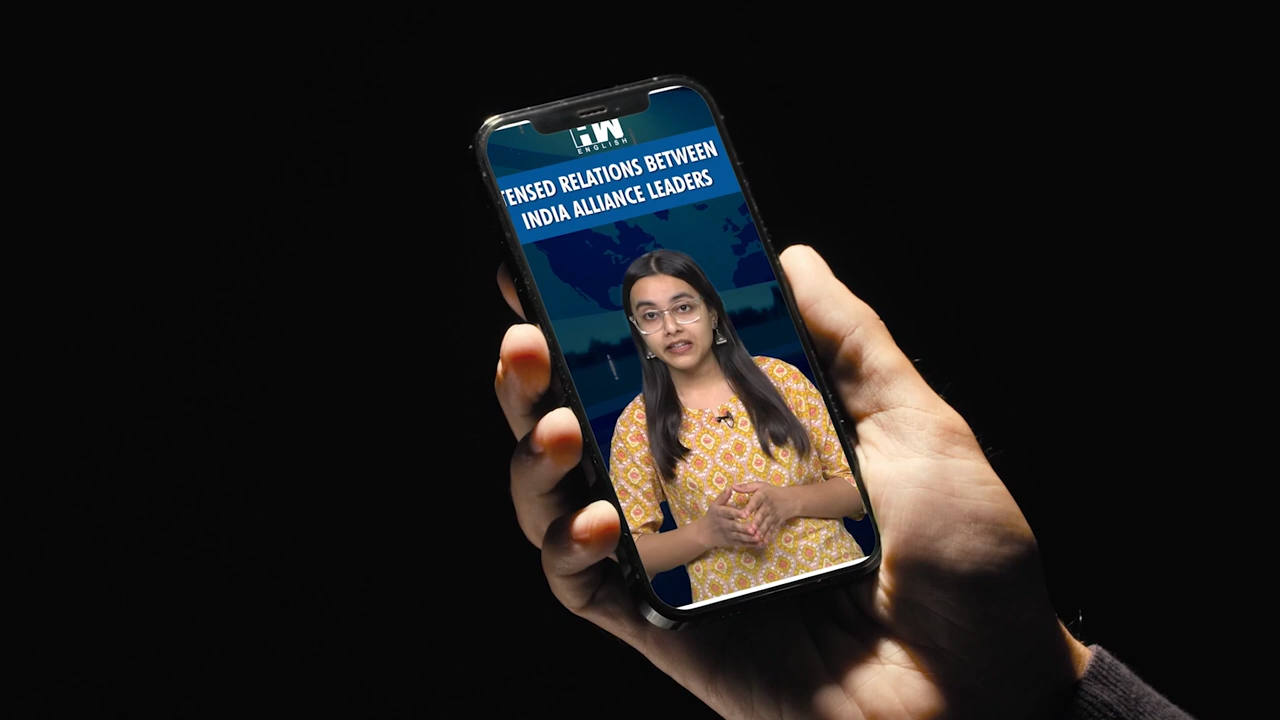 HW
ENGLISH
TENSED RELATIONS BETWEEN
INDIA ALLIANCE LEADERS